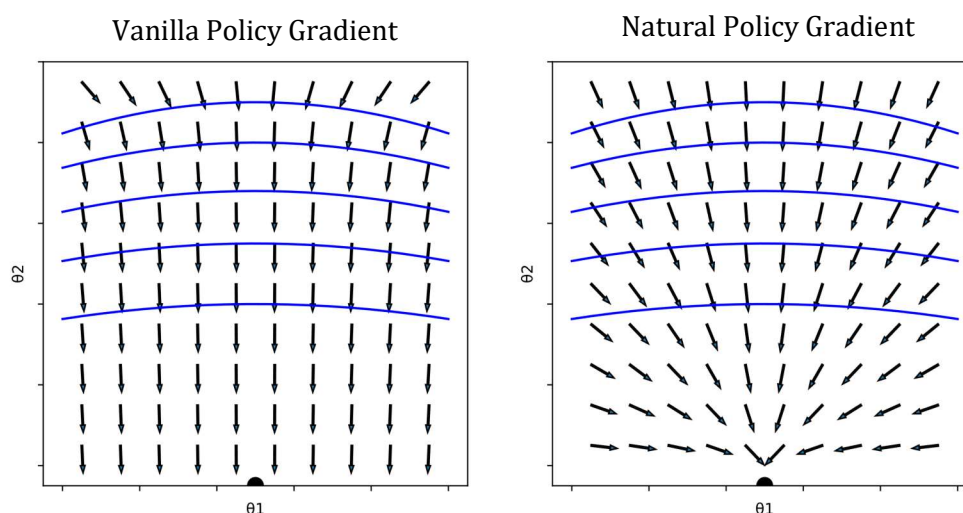 Vanilla Policy Gradient
Natural Policy Gradient
θ2
θ1
θ2
θ1